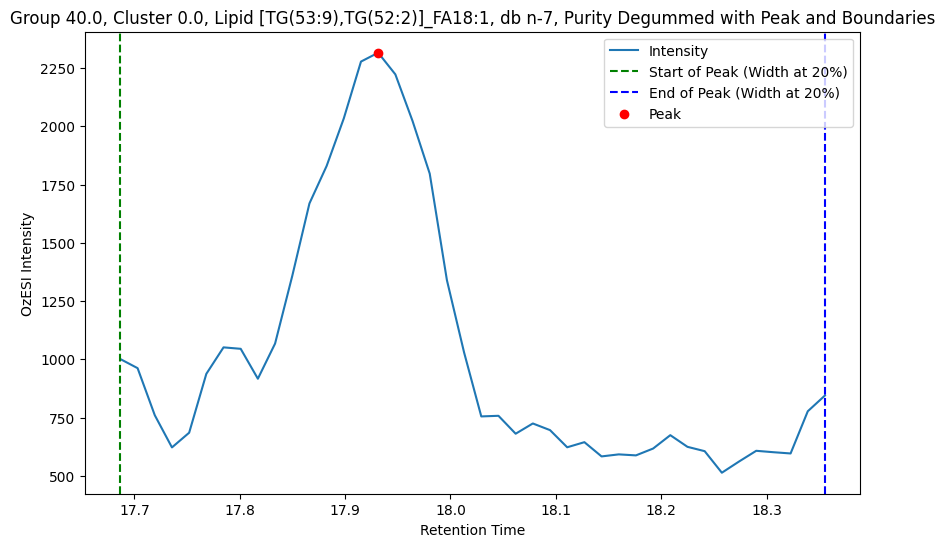 Group 40.0, Cluster 0.0, Lipid [TG(53:9),TG(52:2)]_FA18:1, db n-7, Purity Degummed with Peak and Boundaries
Intensity
Start of Peak (Width at 20%)
End of Peak (Width at 20%)
Peak
OzESI Intensity
2250
2000
1750
1500
1250
1000
750
500
17.7
17.8
17.9
18.0
18.1
18.2
18.3
Retention Time